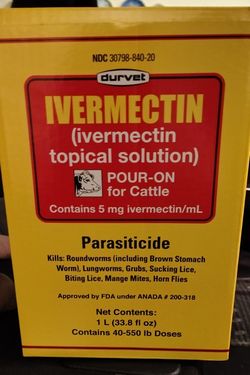 NDC 30798-840-20
durvet
IVERMECTIN
(ivermectin
topical solution)
POUR-ON
for Cattle
Contains 5 mg ivermectin/mL
Parasiticide
Kills: Roundworms (including Brown Stomach
Worm), Lungworms, Grubs, Sucking Lice,
Biting Lice, Mange Mites, Horn Flies
Approved by FDA under ANADA # 200-318
Net Contents:
1 L (33.8 fl oz)
Contains 40-550 lb Doses